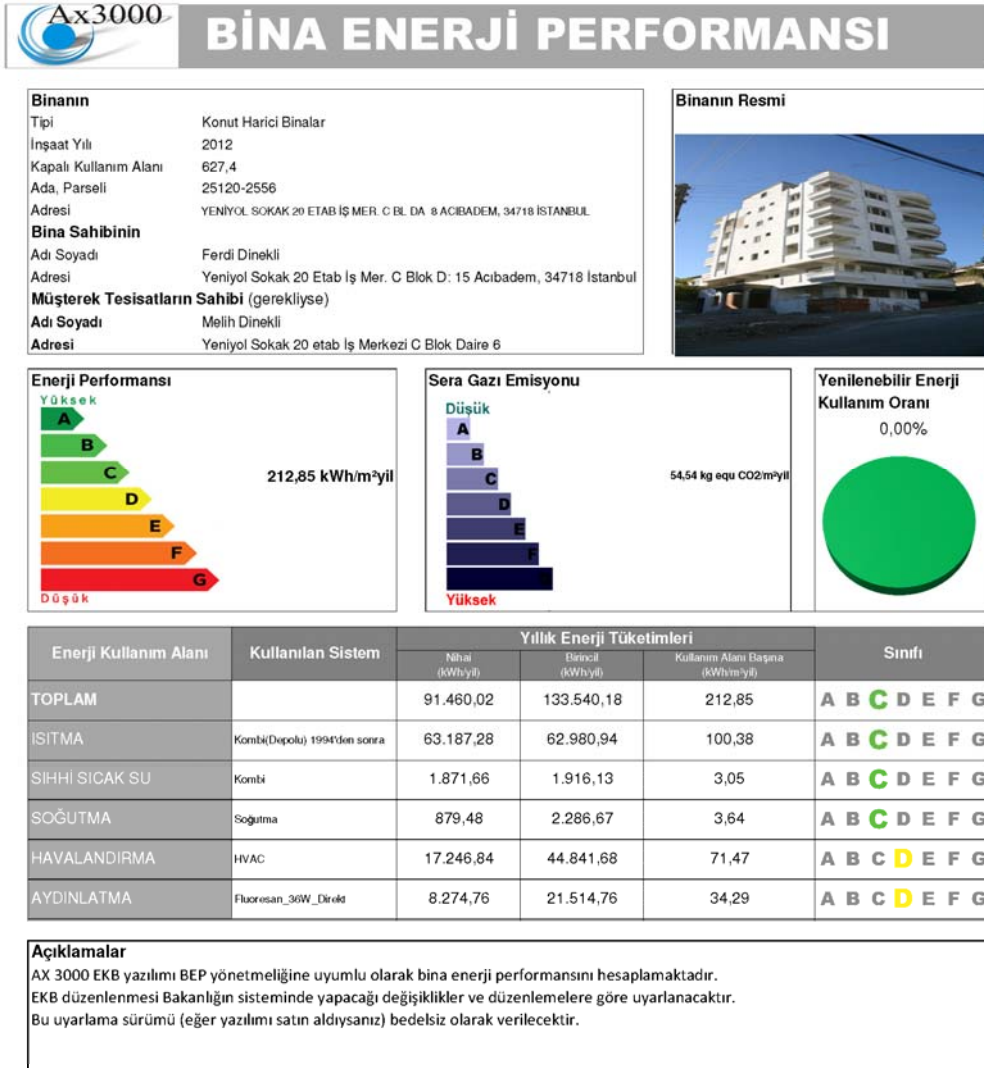 Ax3000
BİNA ENERJİ PERFORMANSI
Binanın
Tipi Konut Harici Binalar
İnşaat Yılı 2012
Kapalı Kullanım Alanı 627,4
Ada, Parseli 25120-2556
Adresi YENİYOL SOKAK 20 ETAB İŞ MER. C BL DA 8 ACIBADEM, 34718 İSTANBUL
Bina Sahibinin
Adı Soyadı Ferdi Dinekli
Adresi Yeniyol Sokak 20 Etab İş Mer. C Blok D: 15 Acıbadem, 34718 İstanbul
Müşterek Tesisatların Sahibi (gerekliyse)
Adı Soyadı Melih Dinekli
Adresi Yeniyol Sokak 20 etab İş Merkezi C Blok Daire 6
Binanın Resmi
Enerji Performansı
Yüksek
A
B
C
D
E
F
G
Düşük
212,85 kWh/m²yil
Sera Gazı Emisyonu
Düşük
A
B
C
D
E
F
G
Yüksek
54,54 kg equ CO2/m²yil
Yenilenebilir Enerji
Kullanım Oranı
0,00%
Enerji Kullanım Alanı Kullanılan Sistem Yıllık Enerji Tüketimleri Sınıfı
Nihai (kWh/yil) Birincil (kWh/yil) Kullanım Alanı Başına (kWh/m²yil)
TOPLAM 91.460,02 133.540,18 212,85 A B C D E F G
ISITMA Kombi(Depolu) 1994'den sonra 63.187,28 62.980,94 100,38 A B C D E F G
SIHHİ SICAK SU Kombi 1.871,66 1.916,13 3,05 A B C D E F G
SOĞUTMA Soğutma 879,48 2.286,67 3,64 A B C D E F G
HAVALANDIRMA HVAC 17.246,84 44.841,68 71,47 A B C D E F G
AYDINLATMA Fluoresan_36W_Direkt 8.274,76 21.514,76 34,29 A B C D E F G
Açıklamalar
AX 3000 EKB yazılımı BEP yönetmeliğine uyumlu olarak bina enerji performansını hesaplamaktadır.
EKB düzenlenmesi Bakanlığın sisteminde yapacağı değişiklikler ve düzenlemelere göre uyarlanacaktır.
Bu uyarlama sürümü (eğer yazılımı satın aldıysanız) bedelsiz olarak verilecektir.